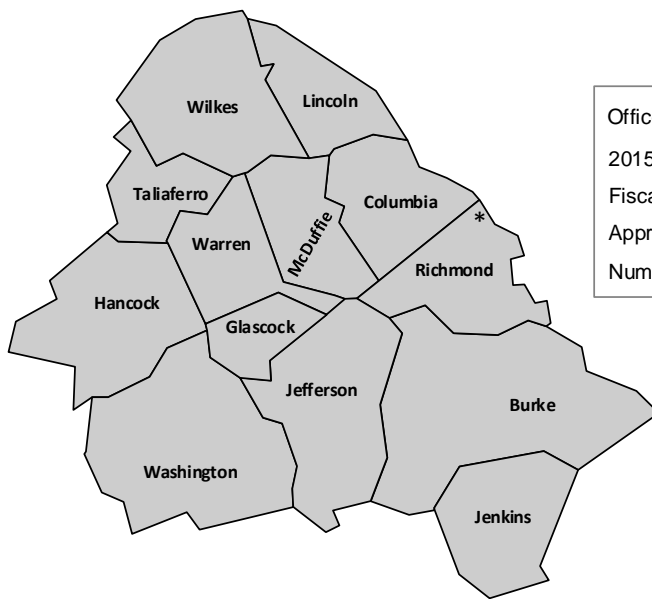 Lincoln
Wilkes
Taliaferro
Columbia
*
Warren
McDuffie
Richmond
Hancock
Glascock
Jefferson
Burke
Washington
Jenkins
Offic
2015
Fisca
Appr
Num